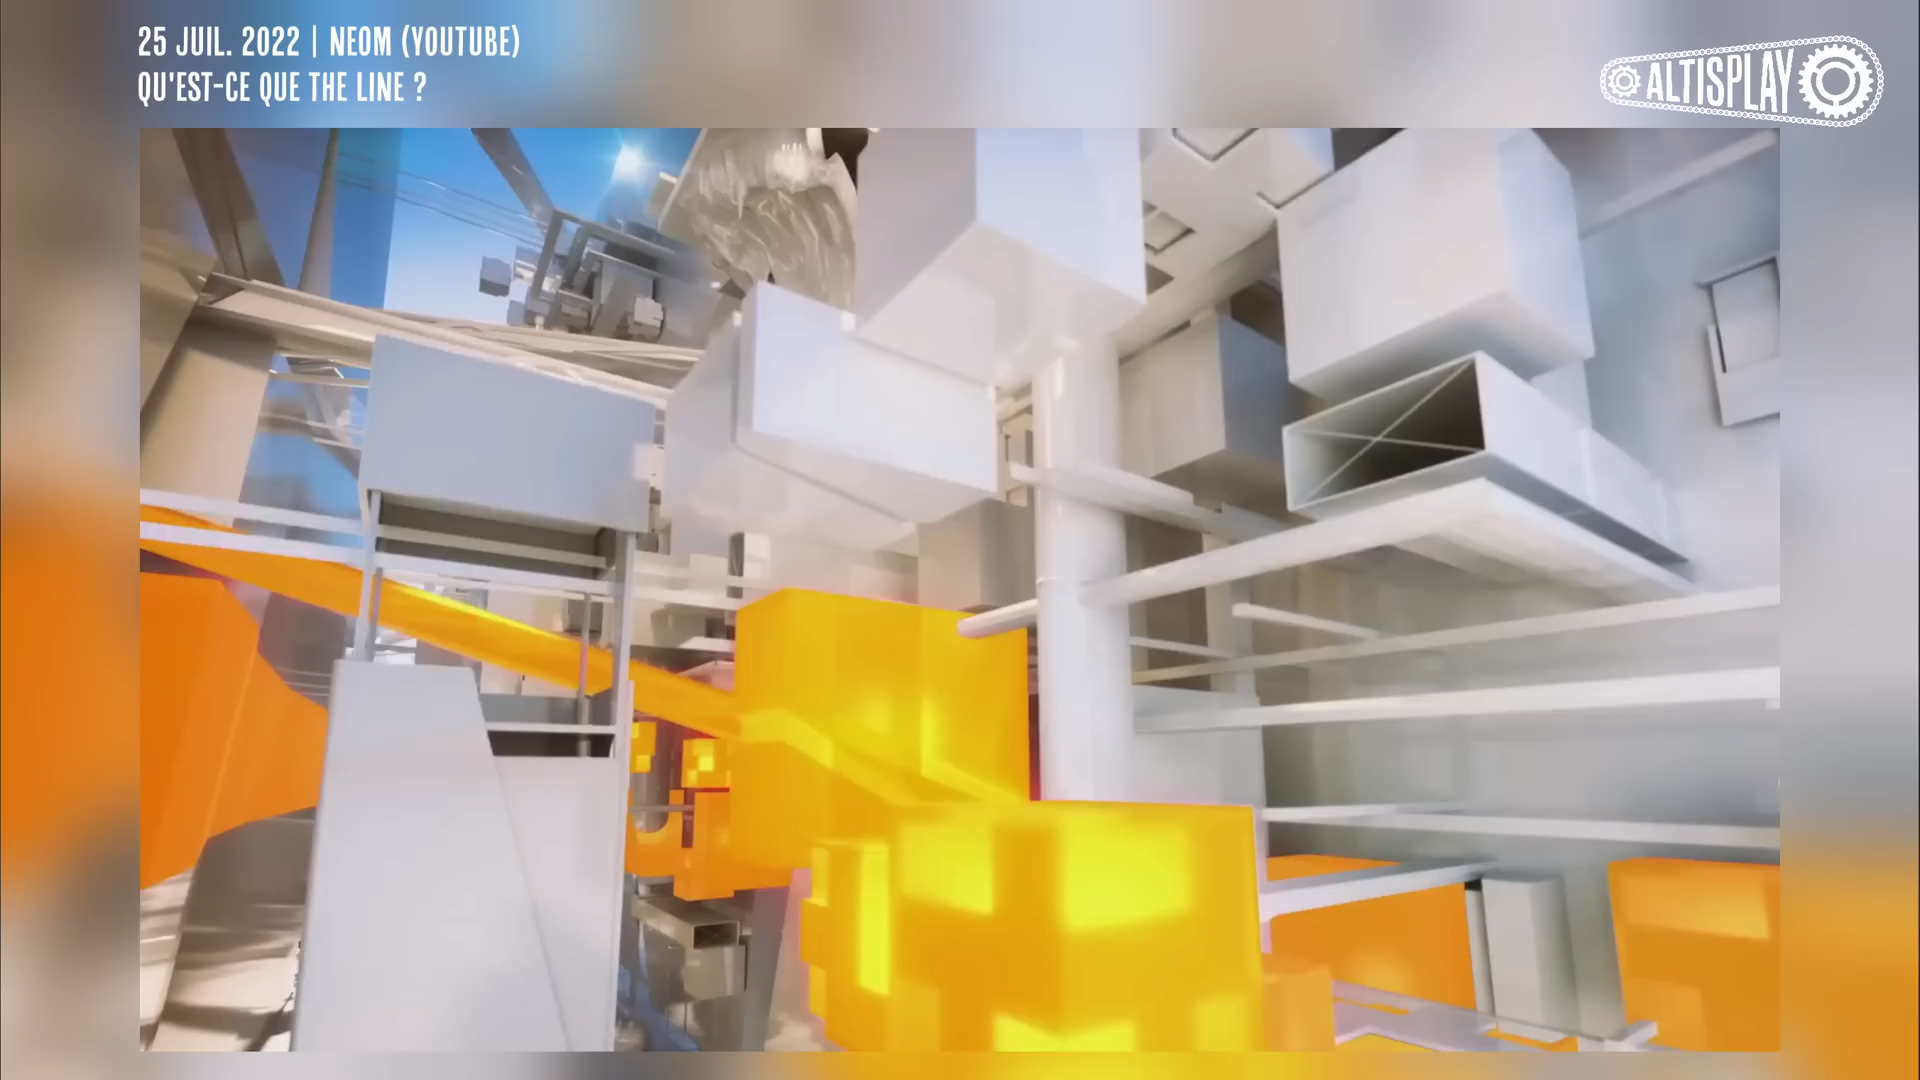 25 JUIL. 2022 | NEOM (YOUTUBE)
QU'EST-CE QUE THE LINE ?
ALTISPLAY